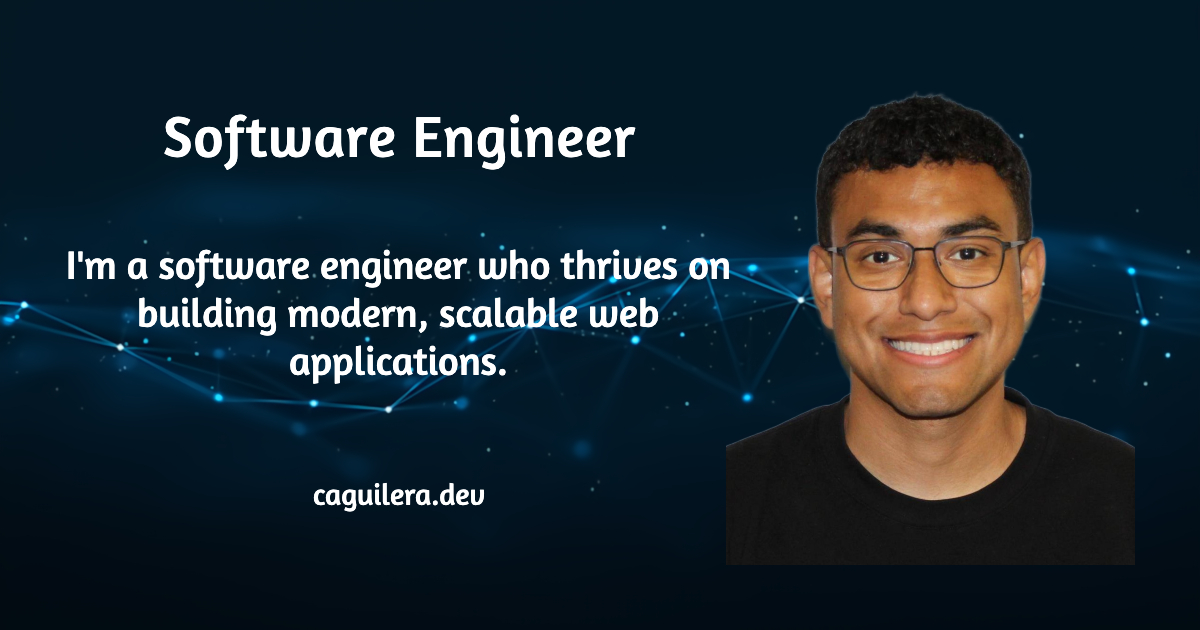 Software Engineer
I'm a software engineer who thrives on
building modern, scalable web
applications.
caguilera.dev